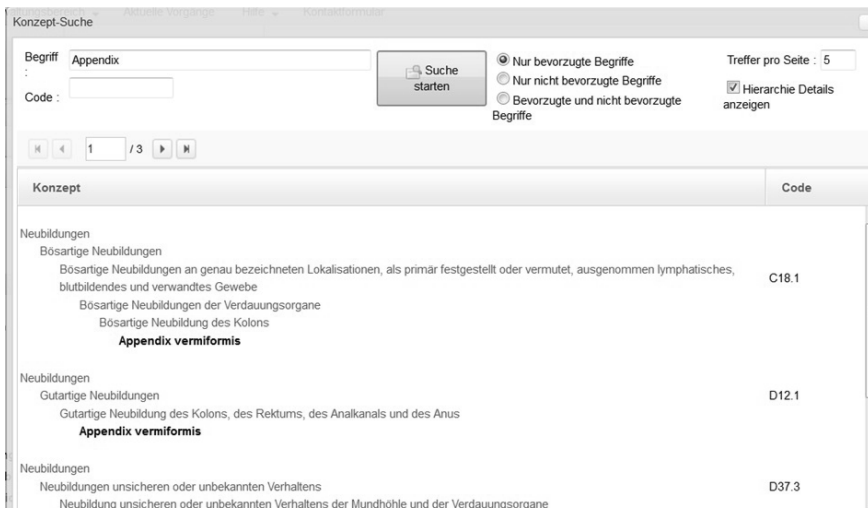 Aktuelle Vorgänge Hilfe Kontaktformular
Konzept-Suche
Begriff
:
Appendix
Code :
Suche
starten
Nur bevorzugte Begriffe
Nur nicht bevorzugte Begriffe
Bevorzugte und nicht bevorzugte
Begriffe
Treffer pro Seite : 5
Hierarchie Details
anzeigen
1 / 3
Konzept Code
Neubildungen
Bösartige Neubildungen
Bösartige Neubildungen an genau bezeichneten Lokalisationen, als primär festgestellt oder vermutet, ausgenommen lymphatisches,
blutbildendes und verwandtes Gewebe
C18.1
Bösartige Neubildungen der Verdauungsorgane
Bösartige Neubildung des Kolons
Appendix vermiformis
Neubildungen
Gutartige Neubildungen
D12.1
Gutartige Neubildung des Kolons, des Rektums, des Analkanals und des Anus
Appendix vermiformis
Neubildungen
Neubildungen unsicheren oder unbekannten Verhaltens
D37.3
Neubildung unsicheren oder unbekannten Verhaltens der Mundhöhle und der Verdauungsorgane